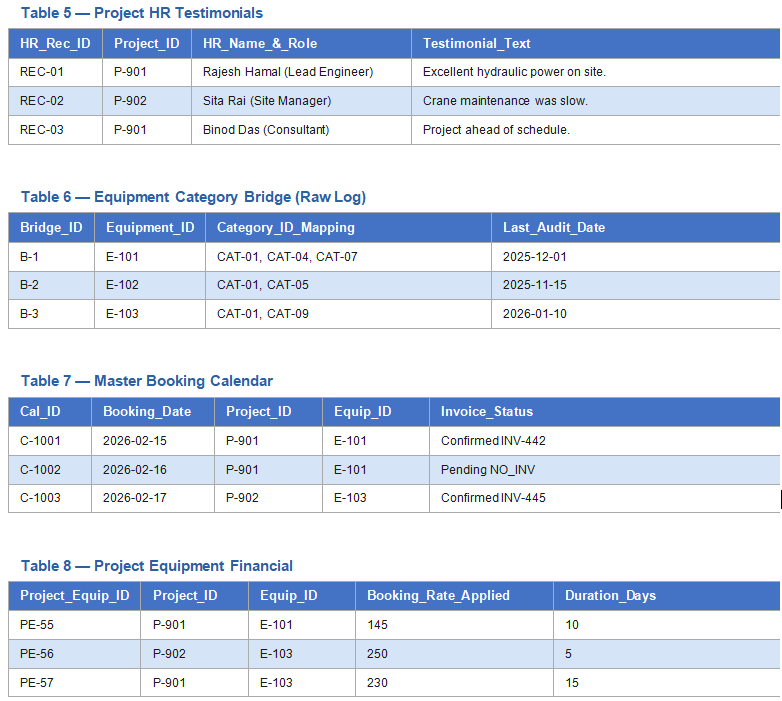 Table 5 — Project HR Testimonials
HR_Rec_ID Project_ID HR_Name_&_Role Testimonial_Text
REC-01 P-901 Rajesh Hamal (Lead Engineer) Excellent hydraulic power on site.
REC-02 P-902 Sita Rai (Site Manager) Crane maintenance was slow.
REC-03 P-901 Binod Das (Consultant) Project ahead of schedule.
Table 6 — Equipment Category Bridge (Raw Log)
Bridge_ID Equipment_ID Category_ID_Mapping Last_Audit_Date
B-1 E-101 CAT-01, CAT-04, CAT-07 2025-12-01
B-2 E-102 CAT-01, CAT-05 2025-11-15
B-3 E-103 CAT-01, CAT-09 2026-01-10
Table 7 — Master Booking Calendar
Cal_ID Booking_Date Project_ID Equip_ID Invoice_Status
C-1001 2026-02-15 P-901 E-101 Confirmed INV-442
C-1002 2026-02-16 P-901 E-101 Pending NO_INV
C-1003 2026-02-17 P-902 E-103 Confirmed INV-445
Table 8 — Project Equipment Financial
Project_Equip_ID Project_ID Equip_ID Booking_Rate_Applied Duration_Days
PE-55 P-901 E-101 145 10
PE-56 P-902 E-103 250 5
PE-57 P-901 E-103 230 15